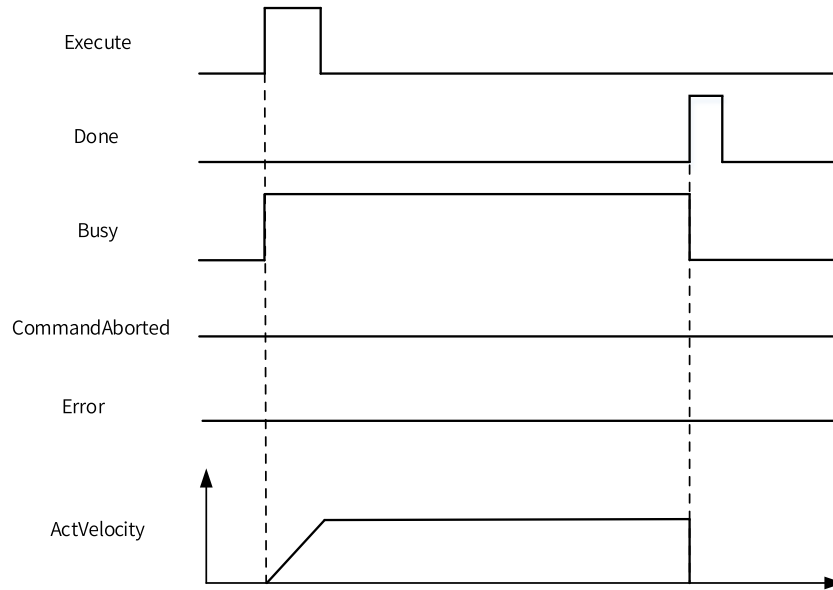 Execute
Done
Busy
CommandAborted
Error
ActVelocity